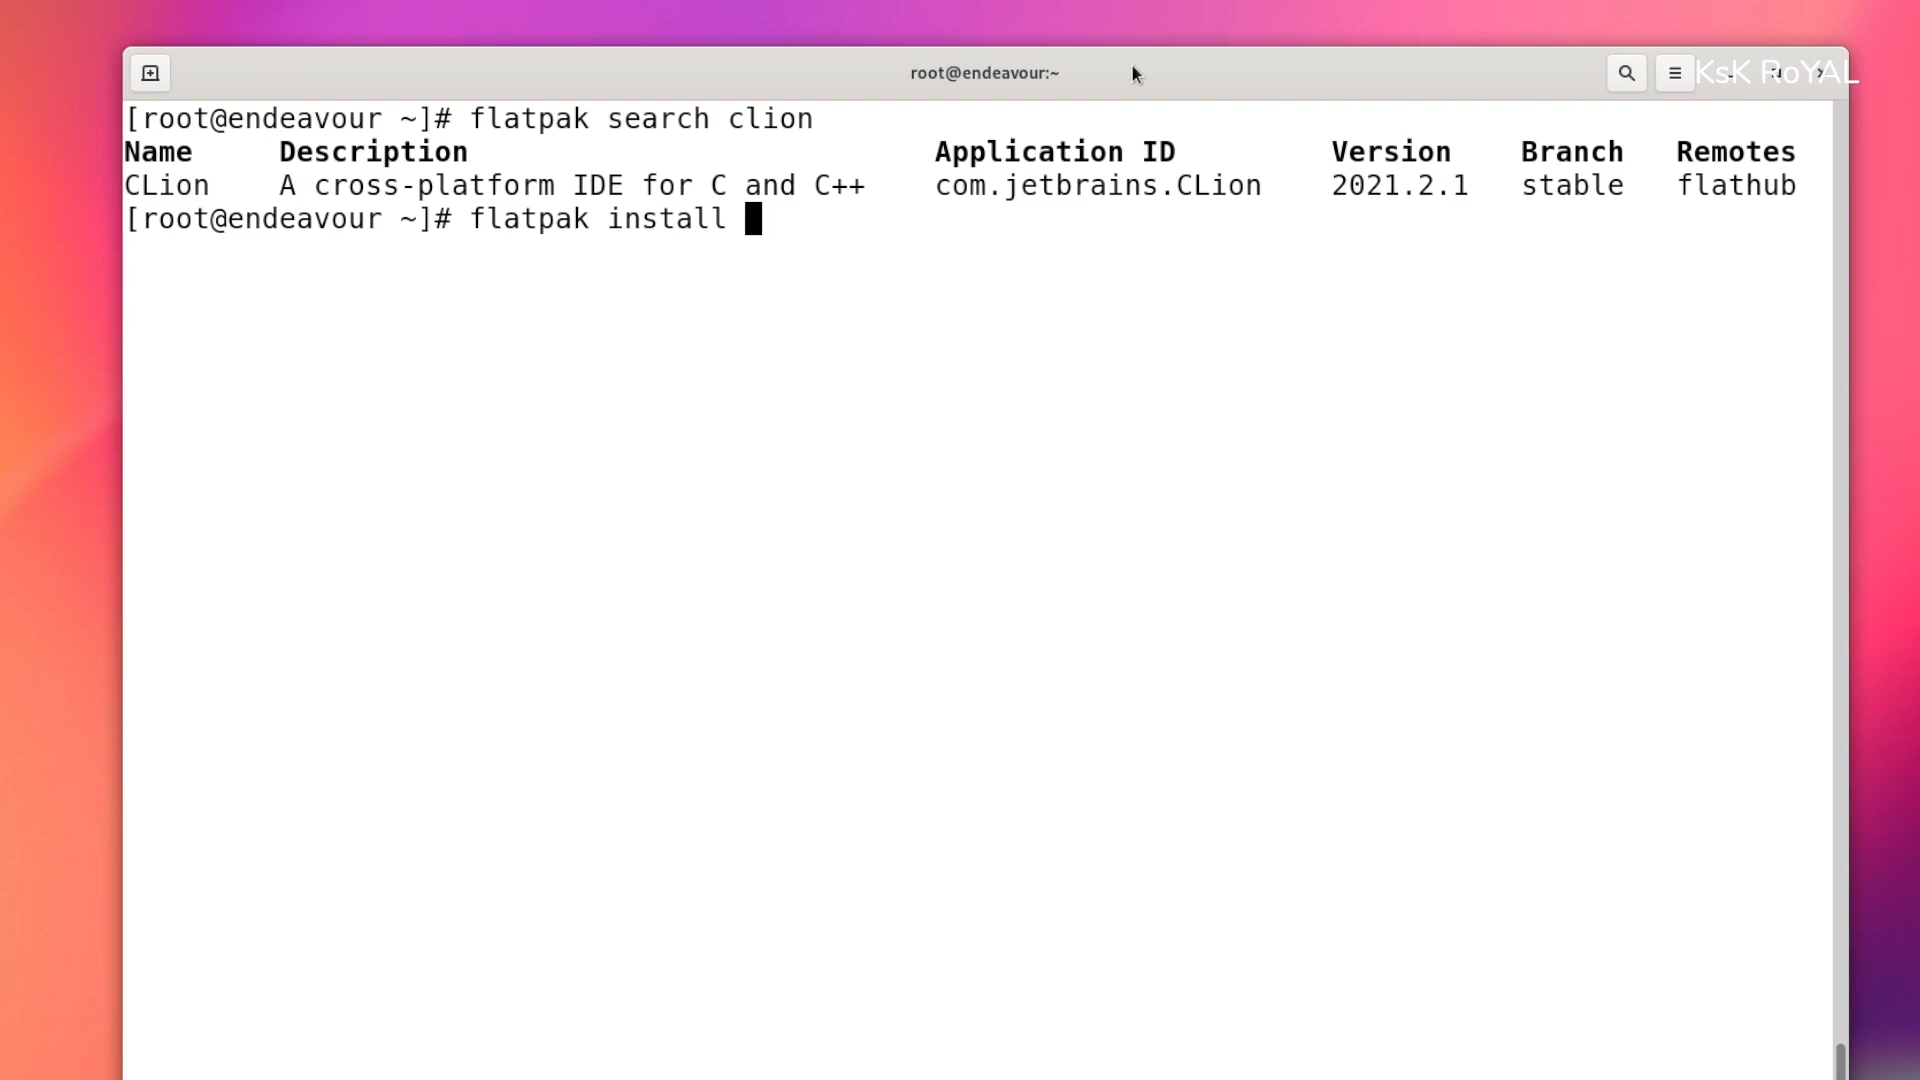 root@endeavour:~
KsK RoYAL
[root@endeavour ~]# flatpak search clion
Name Description Application ID Version Branch Remotes
CLion A cross-platform IDE for C and C++ com.jetbrains.CLion 2021.2.1 stable flathub
[root@endeavour ~]# flatpak install